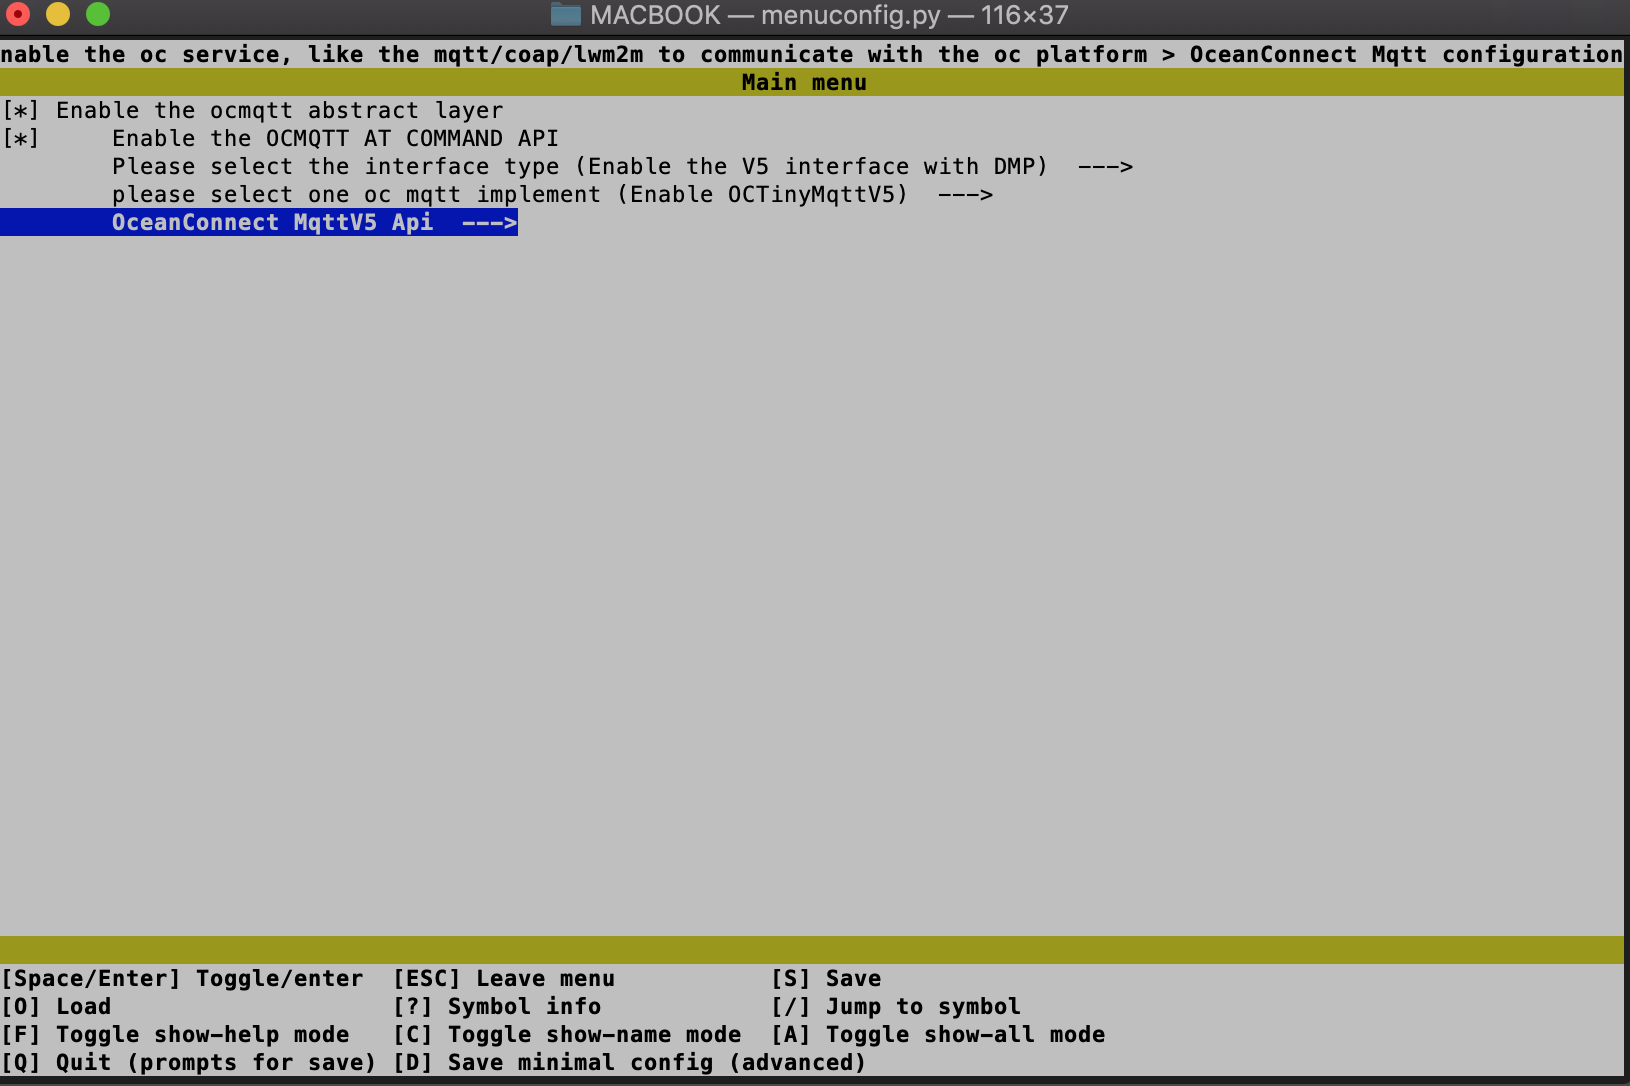 MACBOOK — menuconfig.py — 116×37
nable the oc service, like the mqtt/coap/lwm2m to communicate with the oc platform > OceanConnect Mqtt configuration
Main menu
[*] Enable the ocmqtt abstract layer
[*]     Enable the OCMQTT AT COMMAND API
        Please select the interface type (Enable the V5 interface with DMP)  --->
        please select one oc mqtt implement (Enable OCTinyMqttV5)  --->
        OceanConnect MqttV5 Api  --->
[Space/Enter] Toggle/enter  [ESC] Leave menu           [S] Save
[O] Load                    [?] Symbol info            [/] Jump to symbol
[F] Toggle show-help mode   [C] Toggle show-name mode  [A] Toggle show-all mode
[Q] Quit (prompts for save) [D] Save minimal config (advanced)